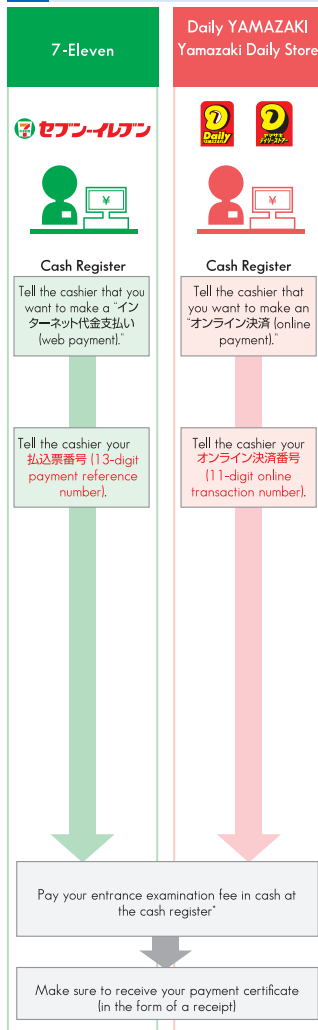 7-Eleven
セブン-イレブン
¥
Cash Register
Tell the cashier that you
want to make a "イン
ターネット代金支払い
(web payment)."
Tell the cashier your
払込票番号 (13-digit
payment reference
number).
Daily YAMAZAKI
Yamazaki Daily Store
Daily
YAMAZAKI
ヤマザキ
デイリーストアー
¥
Cash Register
Tell the cashier that
you want to make an
"オンライン決済 (online
payment)."
Tell the cashier your
オンライン決済番号
(11-digit online
transaction number).
Pay your entrance examination fee in cash at
the cash register*
Make sure to receive your payment certificate
(in the form of a receipt)